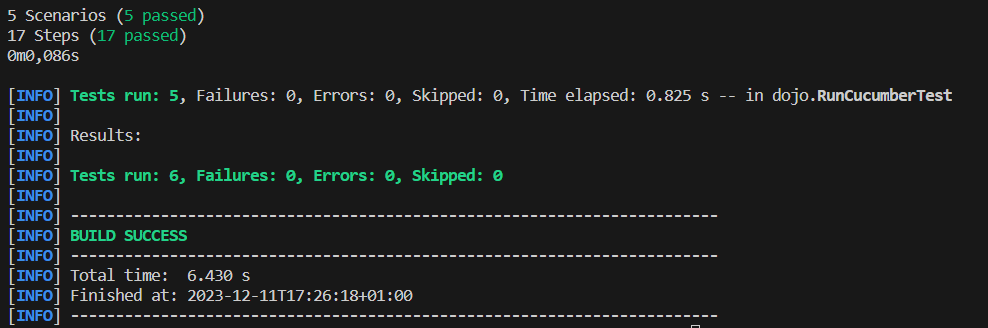 5 Scenarios (5 passed)
17 Steps (17 passed)
0m0,086s
[INFO] Tests run: 5, Failures: 0, Errors: 0, Skipped: 0, Time elapsed: 0.825 s -- in dojo.RunCucumberTest
[INFO]
[INFO] Results:
[INFO]
[INFO] Tests run: 6, Failures: 0, Errors: 0, Skipped: 0
[INFO]
[INFO] ------------------------------------------------------------------------
[INFO] BUILD SUCCESS
[INFO] ------------------------------------------------------------------------
[INFO] Total time:  6.430 s
[INFO] Finished at: 2023-12-11T17:26:18+01:00
[INFO] ------------------------------------------------------------------------